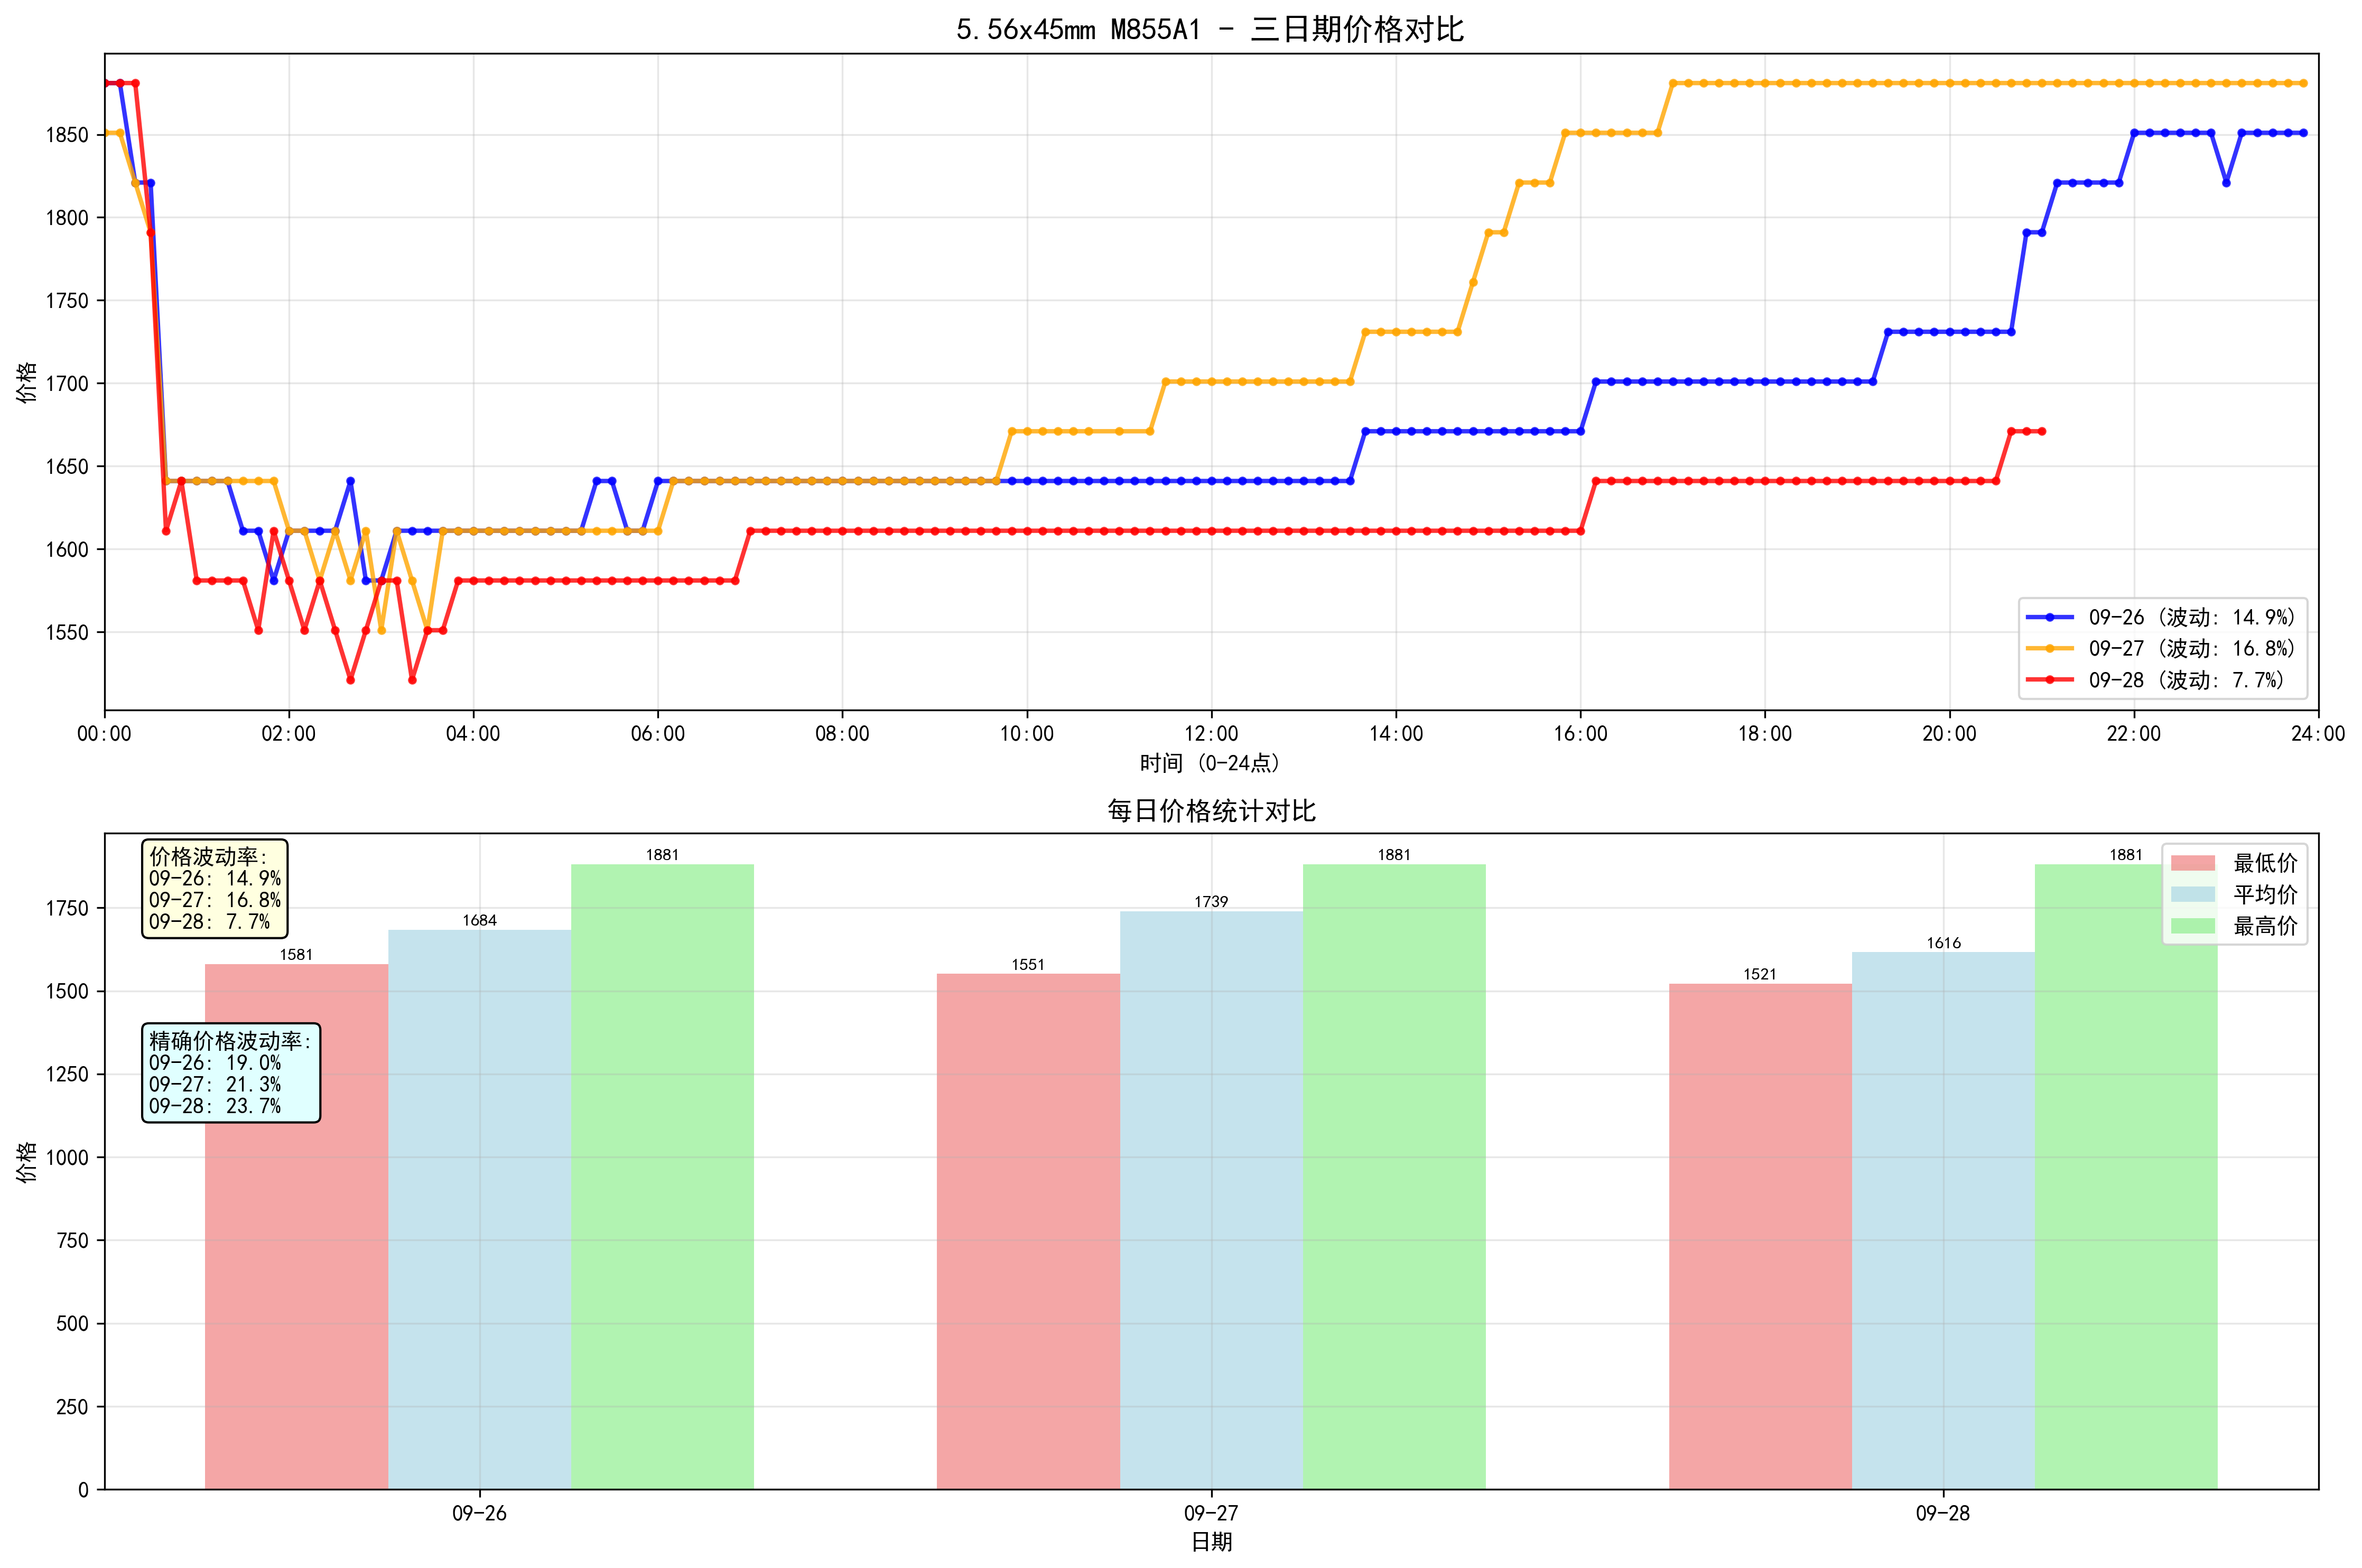 5.56x45mm M855A1 - 三日期价格对比
价格
1850
1800
1750
1700
1650
1600
1550
09-26 (波动: 14.9%)
09-27 (波动: 16.8%)
09-28 (波动: 7.7%)
00:00 02:00 04:00 06:00 08:00 10:00 12:00 14:00 16:00 18:00 20:00 22:00 24:00
时间 (0-24点)
每日价格统计对比
价格
1750
1500
1250
1000
750
500
250
0
价格波动率:
09-26: 14.9%
09-27: 16.8%
09-28: 7.7%
精确价格波动率:
09-26: 19.0%
09-27: 21.3%
09-28: 23.7%
1581 1684 1881 1551 1739 1881 1521 1616 1881
最低价
平均价
最高价
09-26 09-27 09-28
日期